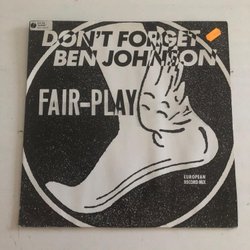 DON'T FORGET
BEN JOHNSON
FAIR-PLAY
EUROPEAN
RECORD-MIX